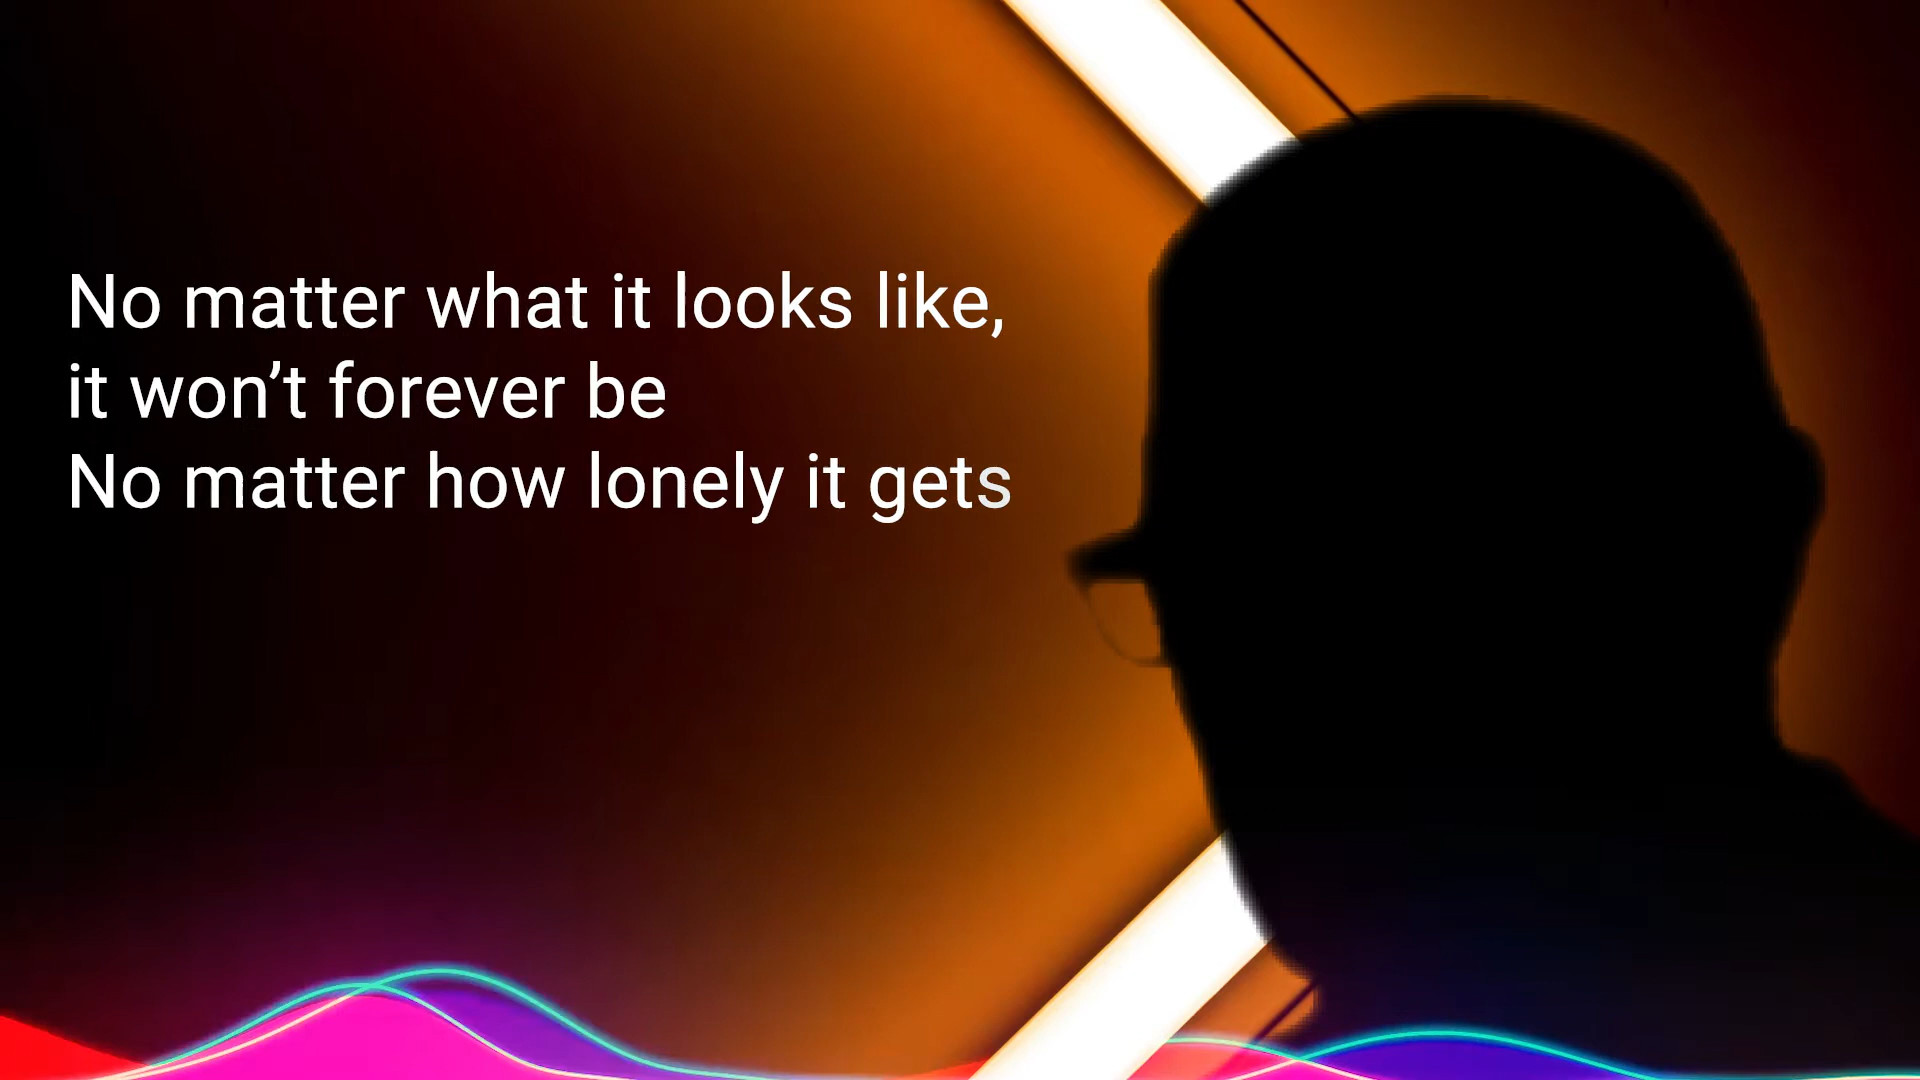 No matter what it looks like,
it won’t forever be
No matter how lonely it gets